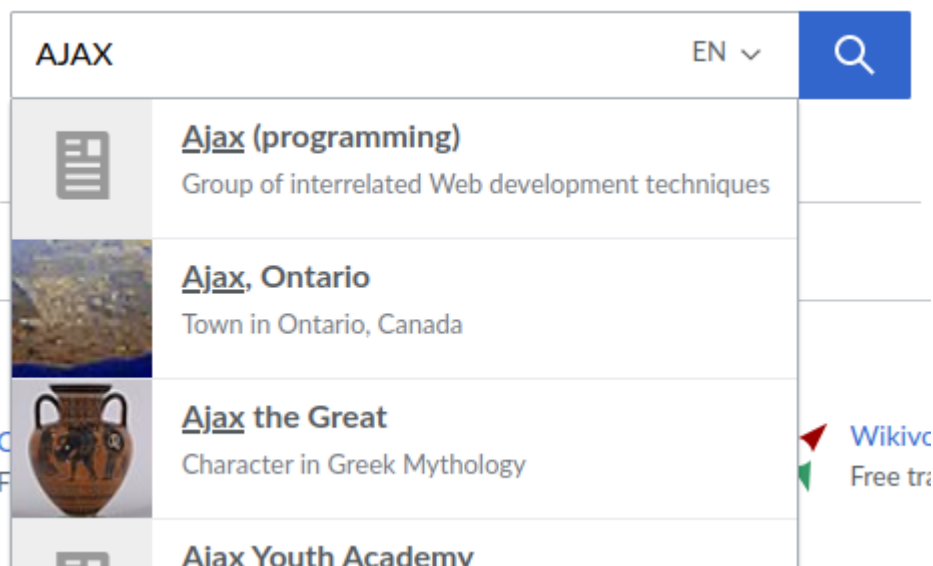 AJAX EN
Ajax (programming)
Group of interrelated Web development techniques
Ajax, Ontario
Town in Ontario, Canada
Ajax the Great
Character in Greek Mythology
Wikivo
Free tra
Ajax Youth Academy